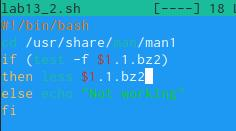 lab13_2.sh [----] 18 L
#!/bin/bash
cd /usr/share/man/man1
if (test -f $1.1.bz2)
then less $1.1.bz2
else echo "Not working"
fi